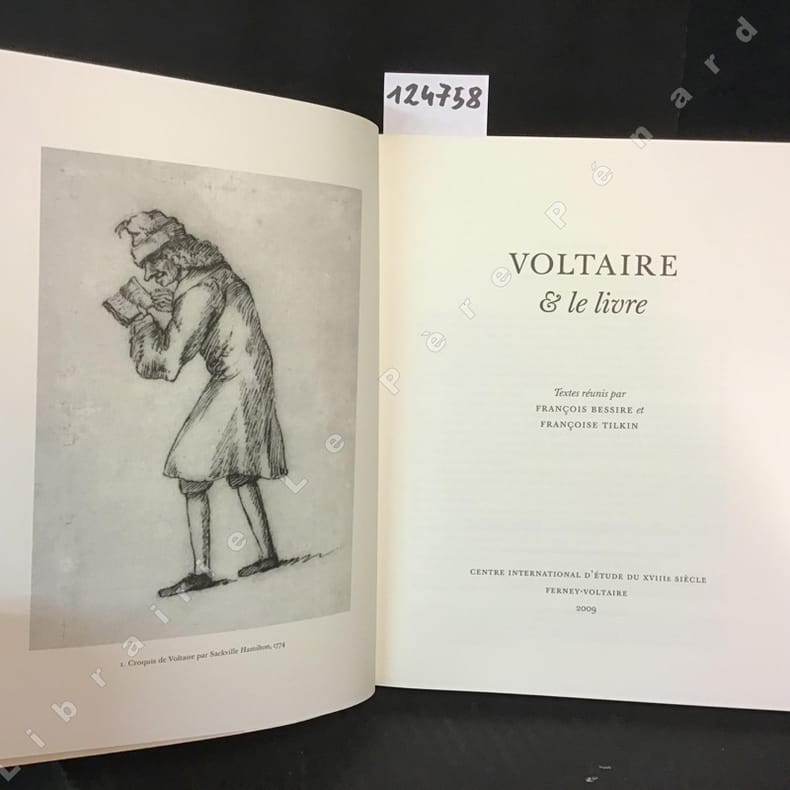 124758
1. Croquis de Voltaire par Sackville Hamilton, 1774
VOLTAIRE
& le livre
Textes réunis par
FRANÇOIS BESSIRE et
FRANÇOISE TILKIN
CENTRE INTERNATIONAL D'ÉTUDE DU XVIIIE SIÈCLE
FERNEY-VOLTAIRE
2009
Librairie Le Père Pénard